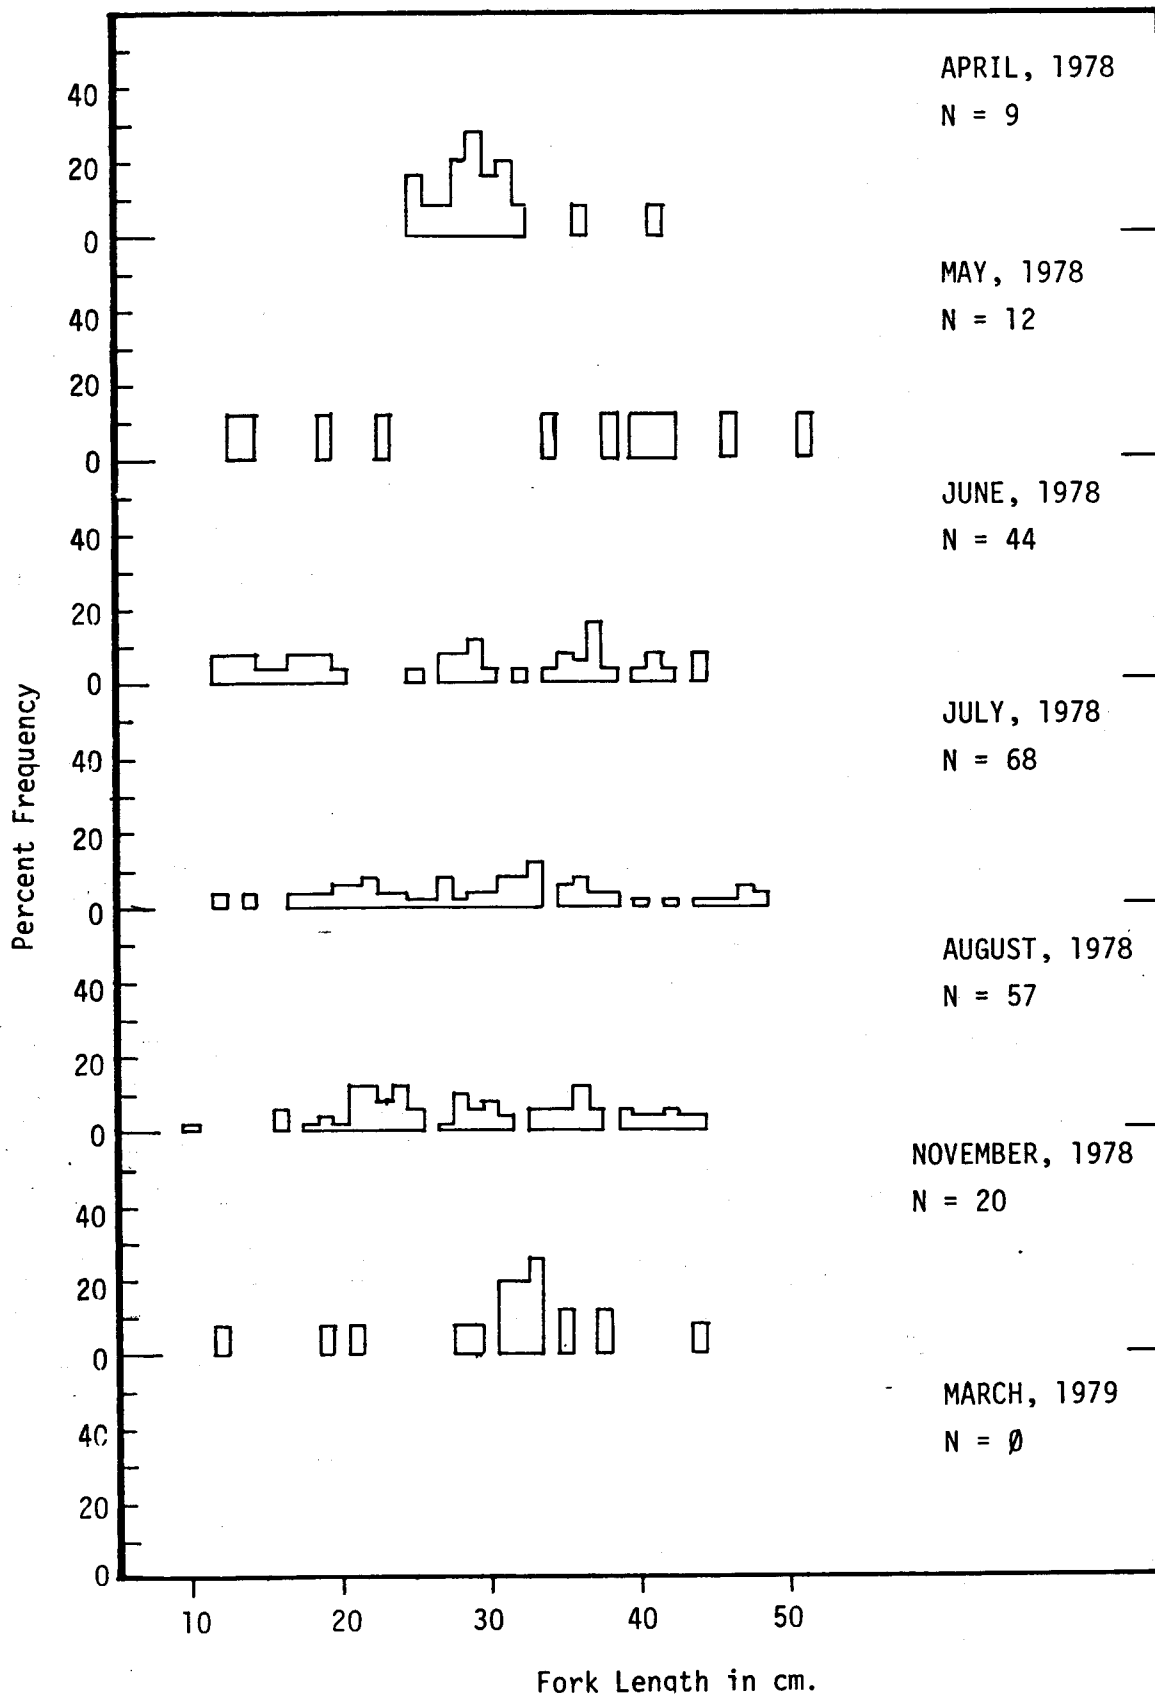 APRIL, 1978
N = 9
40
20
0
MAY, 1978
N = 12
40
20
0
JUNE, 1978
N = 44
40
20
0
JULY, 1978
N = 68
40
20
0
AUGUST, 1978
N = 57
40
20
0
NOVEMBER, 1978
N = 20
40
20
0
MARCH, 1979
N = Ø
40
20
0
Percent Frequency
10 20 30 40 50
Fork Length in cm.